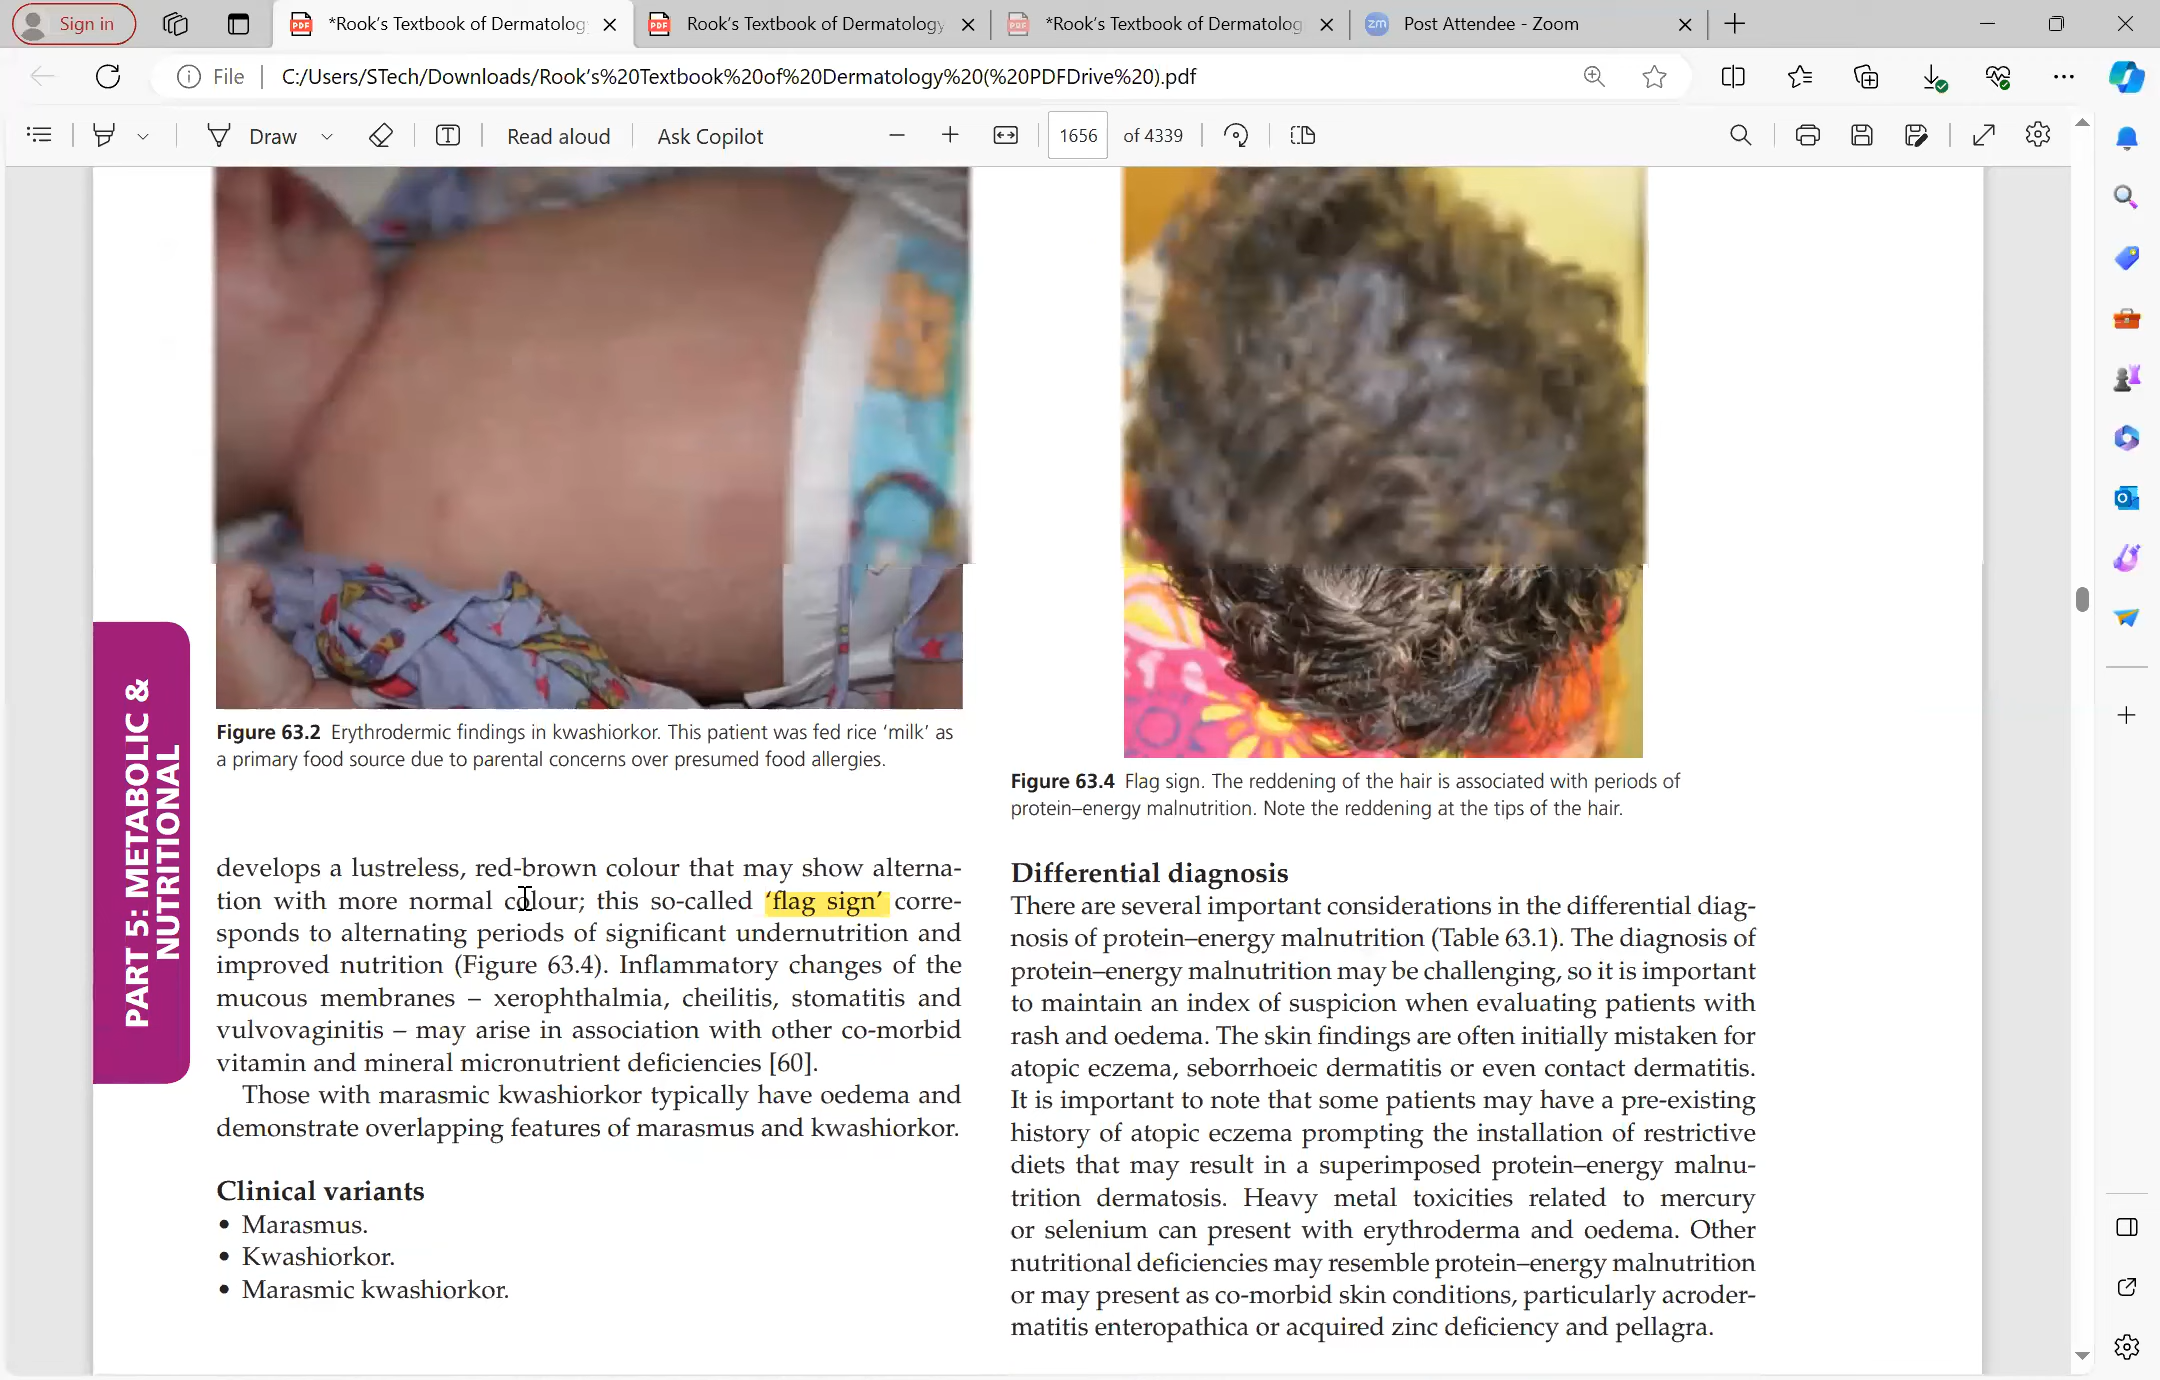 Sign in
*Rook's Textbook of Dermatolog
Rook's Textbook of Dermatology
*Rook's Textbook of Dermatolog
zm
Post Attendee - Zoom
File
C:/Users/STech/Downloads/Rook's%20Textbook%20of%20Dermatology%20(%20PDFDrive%20).pdf
Draw
Read aloud
Ask Copilot
1656
of 4339
PART 5: METABOLIC &
NUTRITIONAL
Figure 63.2 Erythrodermic findings in kwashiorkor. This patient was fed rice ‘milk’ as
a primary food source due to parental concerns over presumed food allergies.
develops a lustreless, red-brown colour that may show alterna-
tion with more normal colour; this so-called ‘flag sign’ corre-
sponds to alternating periods of significant undernutrition and
improved nutrition (Figure 63.4). Inflammatory changes of the
mucous membranes – xerophthalmia, cheilitis, stomatitis and
vulvovaginitis – may arise in association with other co-morbid
vitamin and mineral micronutrient deficiencies [60].
Those with marasmic kwashiorkor typically have oedema and
demonstrate overlapping features of marasmus and kwashiorkor.
Clinical variants
• Marasmus.
• Kwashiorkor.
• Marasmic kwashiorkor.
Figure 63.4 Flag sign. The reddening of the hair is associated with periods of
protein–energy malnutrition. Note the reddening at the tips of the hair.
Differential diagnosis
There are several important considerations in the differential diag-
nosis of protein–energy malnutrition (Table 63.1). The diagnosis of
protein–energy malnutrition may be challenging, so it is important
to maintain an index of suspicion when evaluating patients with
rash and oedema. The skin findings are often initially mistaken for
atopic eczema, seborrhoeic dermatitis or even contact dermatitis.
It is important to note that some patients may have a pre-existing
history of atopic eczema prompting the installation of restrictive
diets that may result in a superimposed protein–energy malnu-
trition dermatosis. Heavy metal toxicities related to mercury
or selenium can present with erythroderma and oedema. Other
nutritional deficiencies may resemble protein–energy malnutrition
or may present as co-morbid skin conditions, particularly acroder-
matitis enteropathica or acquired zinc deficiency and pellagra.